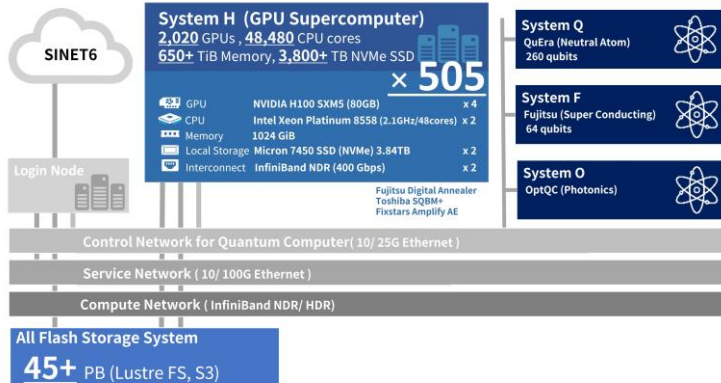 SINET6
Login Node
System H (GPU Supercomputer)
2,020 GPUs , 48,480 CPU cores
650+ TiB Memory, 3,800+ TB NVMe SSD
× 505
GPU NVIDIA H100 SXM5 (80GB) x 4
CPU Intel Xeon Platinum 8558 (2.1GHz/48cores) x 2
Memory 1024 GiB
Local Storage Micron 7450 SSD (NVMe) 3.84TB x 2
Interconnect InfiniBand NDR (400 Gbps) x 2
Fujitsu Digital Annealer
Toshiba SQBM+
Fixstars Amplify AE
System Q
QuEra (Neutral Atom)
260 qubits
System F
Fujitsu (Super Conducting)
64 qubits
System O
OptQC (Photonics)
Control Network for Quantum Computer( 10/ 25G Ethernet )
Service Network ( 10/ 100G Ethernet )
Compute Network ( InfiniBand NDR/ HDR)
All Flash Storage System
45+ PB (Lustre FS, S3)